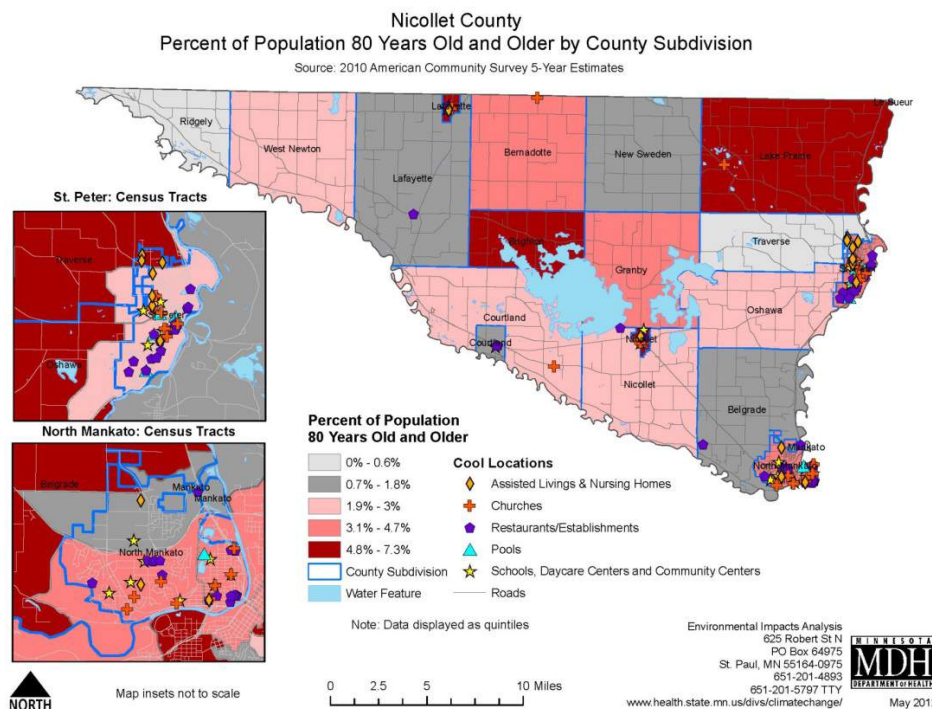 Nicollet County
Percent of Population 80 Years Old and Older by County Subdivision
Source: 2010 American Community Survey 5-Year Estimates
Ridgely
West Newton
Lafayette
Lafayette
Bernadotte
New Sweden
Lake Prairie
Le Sueur
Brighton
Granby
Traverse
Oshawa
Courtland
Courtland
Nicollet
Nicollet
Belgrade
Mankato
North Mankato
St. Peter: Census Tracts
Traverse
Peter
Oshawa
North Mankato: Census Tracts
Belgrade
Mankato
Mankato
North Mankato
Percent of Population
80 Years Old and Older
0% - 0.6%
0.7% - 1.8%
1.9% - 3%
3.1% - 4.7%
4.8% - 7.3%
County Subdivision
Water Feature
Cool Locations
Assisted Livings & Nursing Homes
Churches
Restaurants/Establishments
Pools
Schools, Daycare Centers and Community Centers
Roads
Note: Data displayed as quintiles
NORTH
Map insets not to scale
0 2.5 5 10 Miles
Environmental Impacts Analysis
625 Robert St N
PO Box 64975
St. Paul, MN 55164-0975
651-201-4893
651-201-5797 TTY
www.health.state.mn.us/divs/climatechange/
MINNESOTA
MDH
DEPARTMENT OF HEALTH